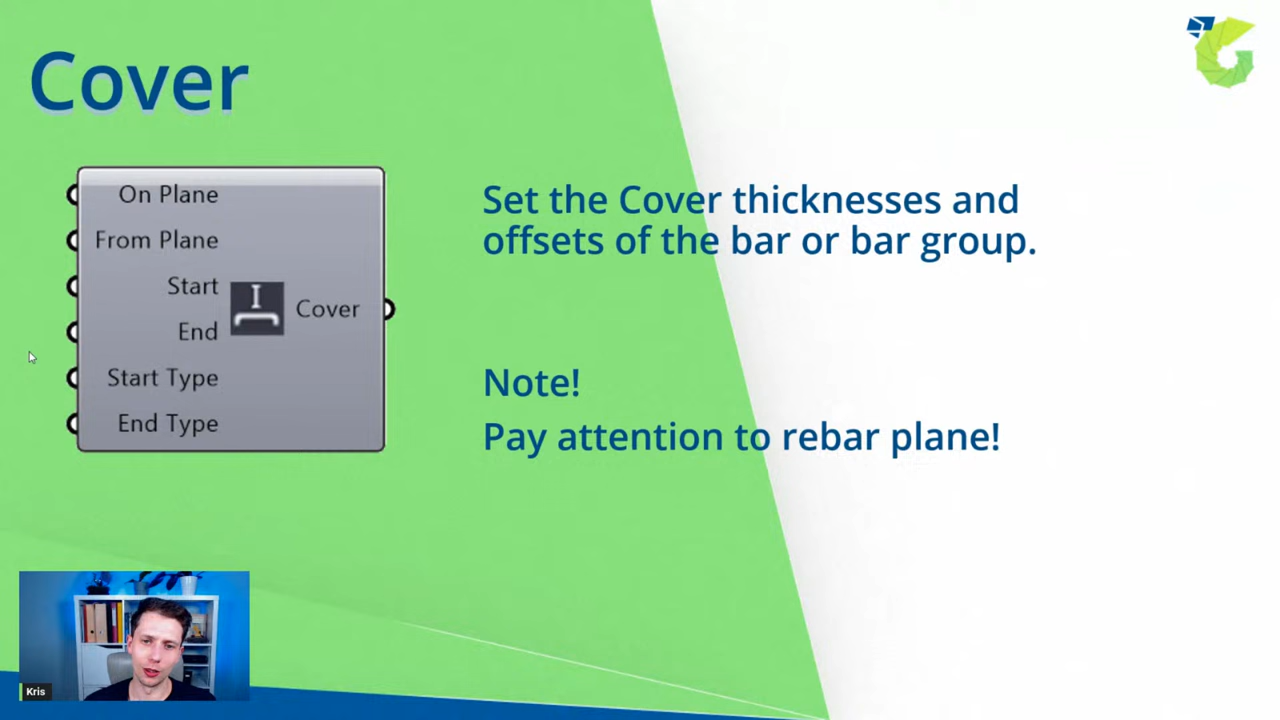 Cover
On Plane
From Plane
Start
End
Start Type
End Type
Cover
Set the Cover thicknesses and
offsets of the bar or bar group.
Note!
Pay attention to rebar plane!
Kris